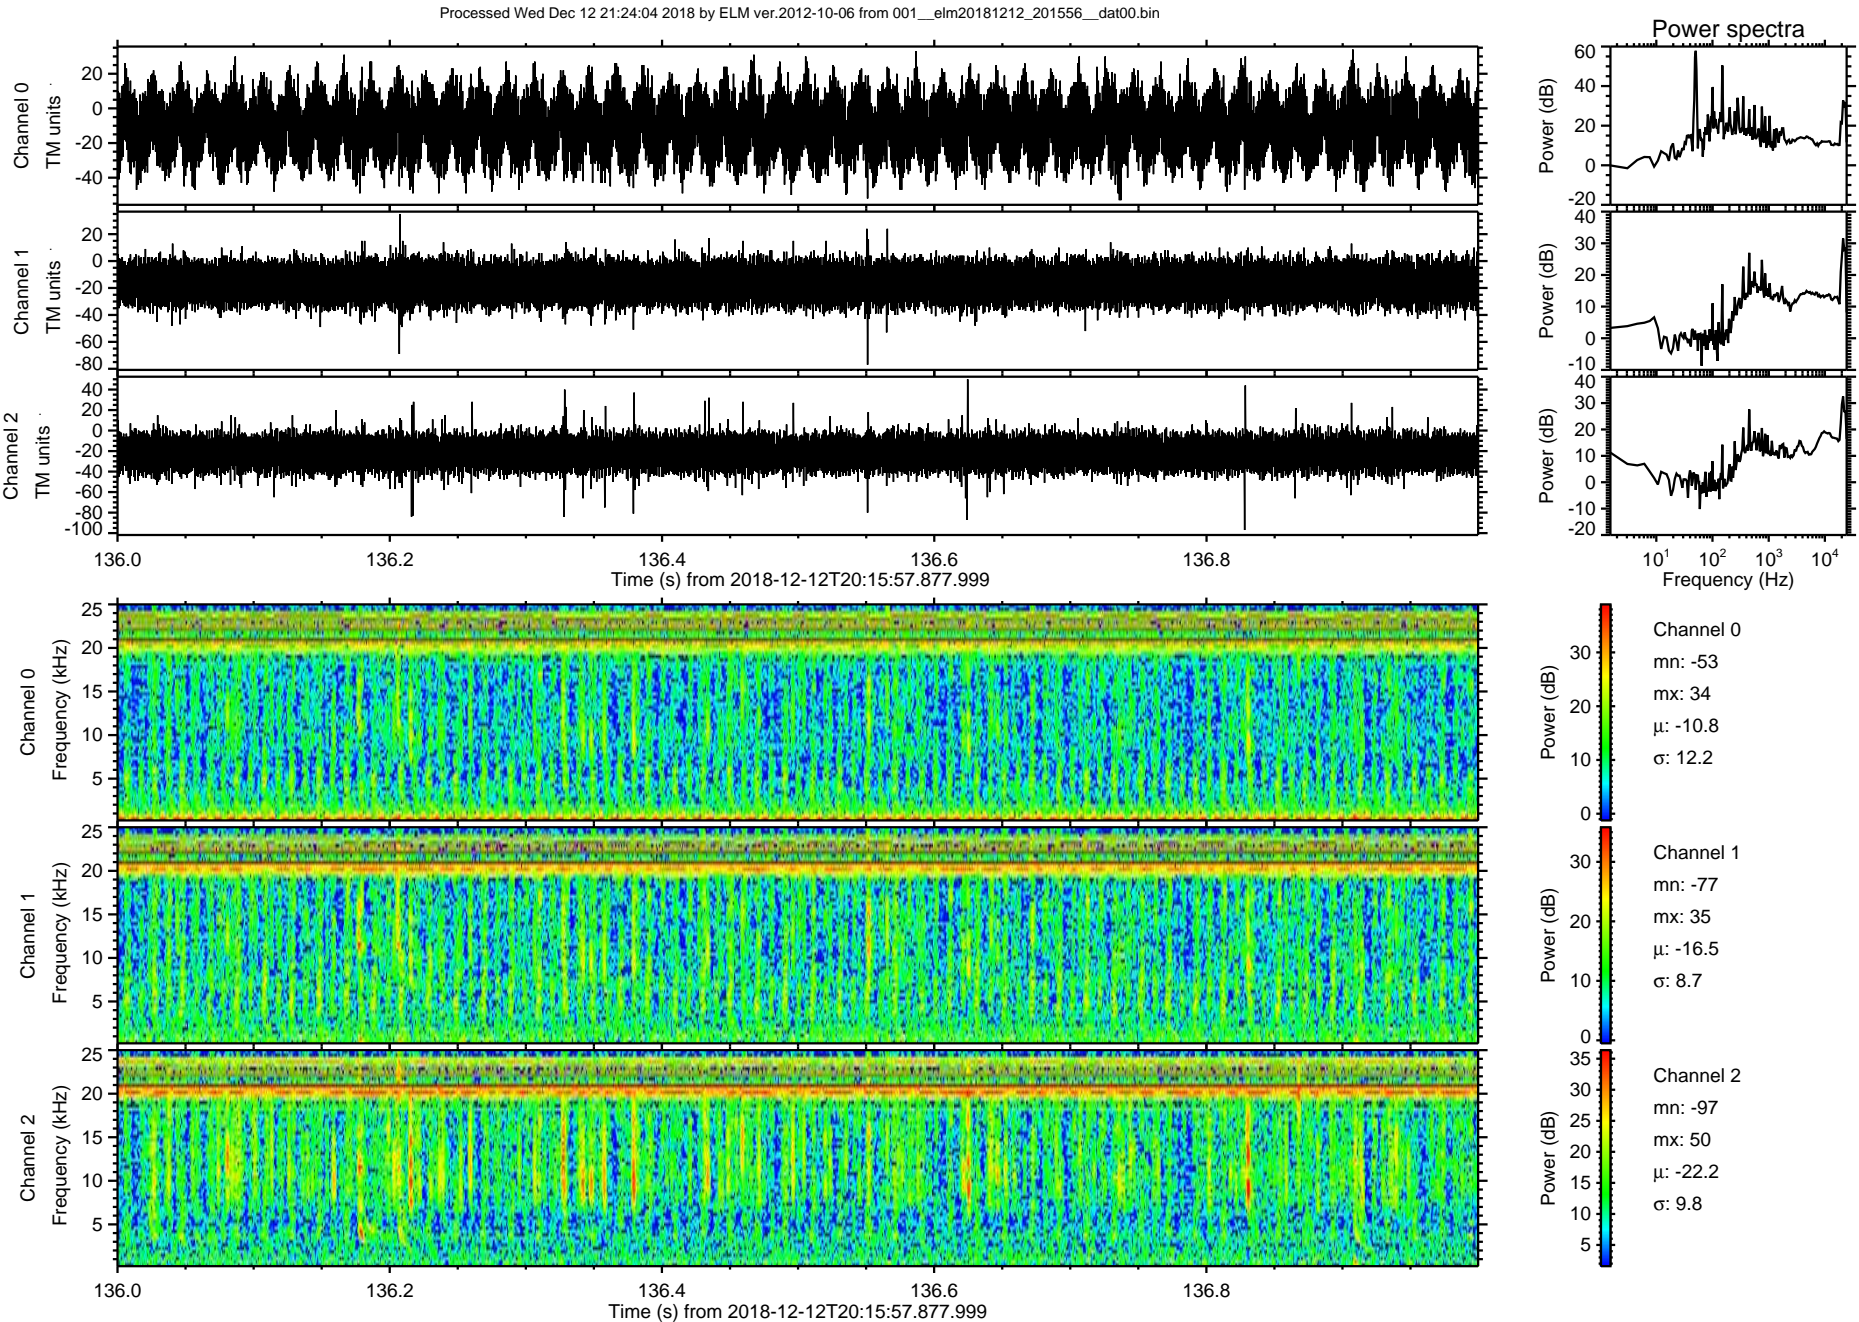 Processed Wed Dec 12 21:24:04 2018 by ELM ver.2012-10-06 from 001__elm20181212_201556__dat00.bin
Power spectra
Channel 0
TM units
20
0
-20
-40
Power (dB)
60
40
20
0
-20
Channel 1
TM units
20
0
-20
-40
-60
-80
Power (dB)
40
30
20
10
0
-10
Channel 2
TM units
40
20
0
-20
-40
-60
-80
-100
Power (dB)
40
30
20
10
0
-10
-20
136.0 136.2 136.4 136.6 136.8
Time (s) from 2018-12-12T20:15:57.877.999
10¹ 10² 10³ 10⁴
Frequency (Hz)
Channel 0
Frequency (kHz)
25
20
15
10
5
Power (dB)
30
20
10
0
Channel 0
mn: -53
mx: 34
μ: -10.8
σ: 12.2
Channel 1
Frequency (kHz)
25
20
15
10
5
Power (dB)
30
20
10
0
Channel 1
mn: -77
mx: 35
μ: -16.5
σ: 8.7
Channel 2
Frequency (kHz)
25
20
15
10
5
Power (dB)
35
30
25
20
15
10
5
Channel 2
mn: -97
mx: 50
μ: -22.2
σ: 9.8
136.0 136.2 136.4 136.6 136.8
Time (s) from 2018-12-12T20:15:57.877.999